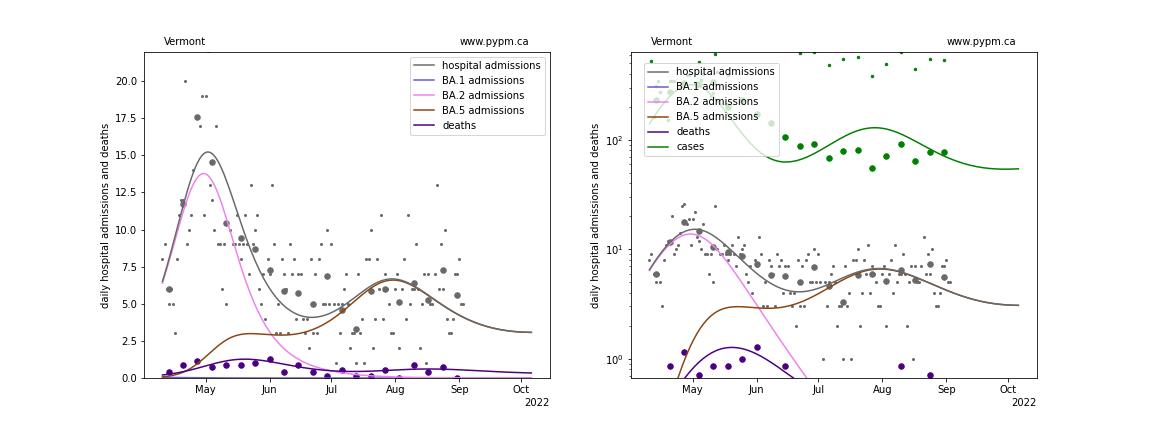 Vermont www.pypm.ca
daily hospital admissions and deaths
20.0
17.5
15.0
12.5
10.0
7.5
5.0
2.5
0.0
hospital admissions
BA.1 admissions
BA.2 admissions
BA.5 admissions
deaths
May Jun Jul Aug Sep Oct
2022
Vermont www.pypm.ca
daily hospital admissions and deaths
10²
10¹
10⁰
hospital admissions
BA.1 admissions
BA.2 admissions
BA.5 admissions
deaths
cases
May Jun Jul Aug Sep Oct
2022